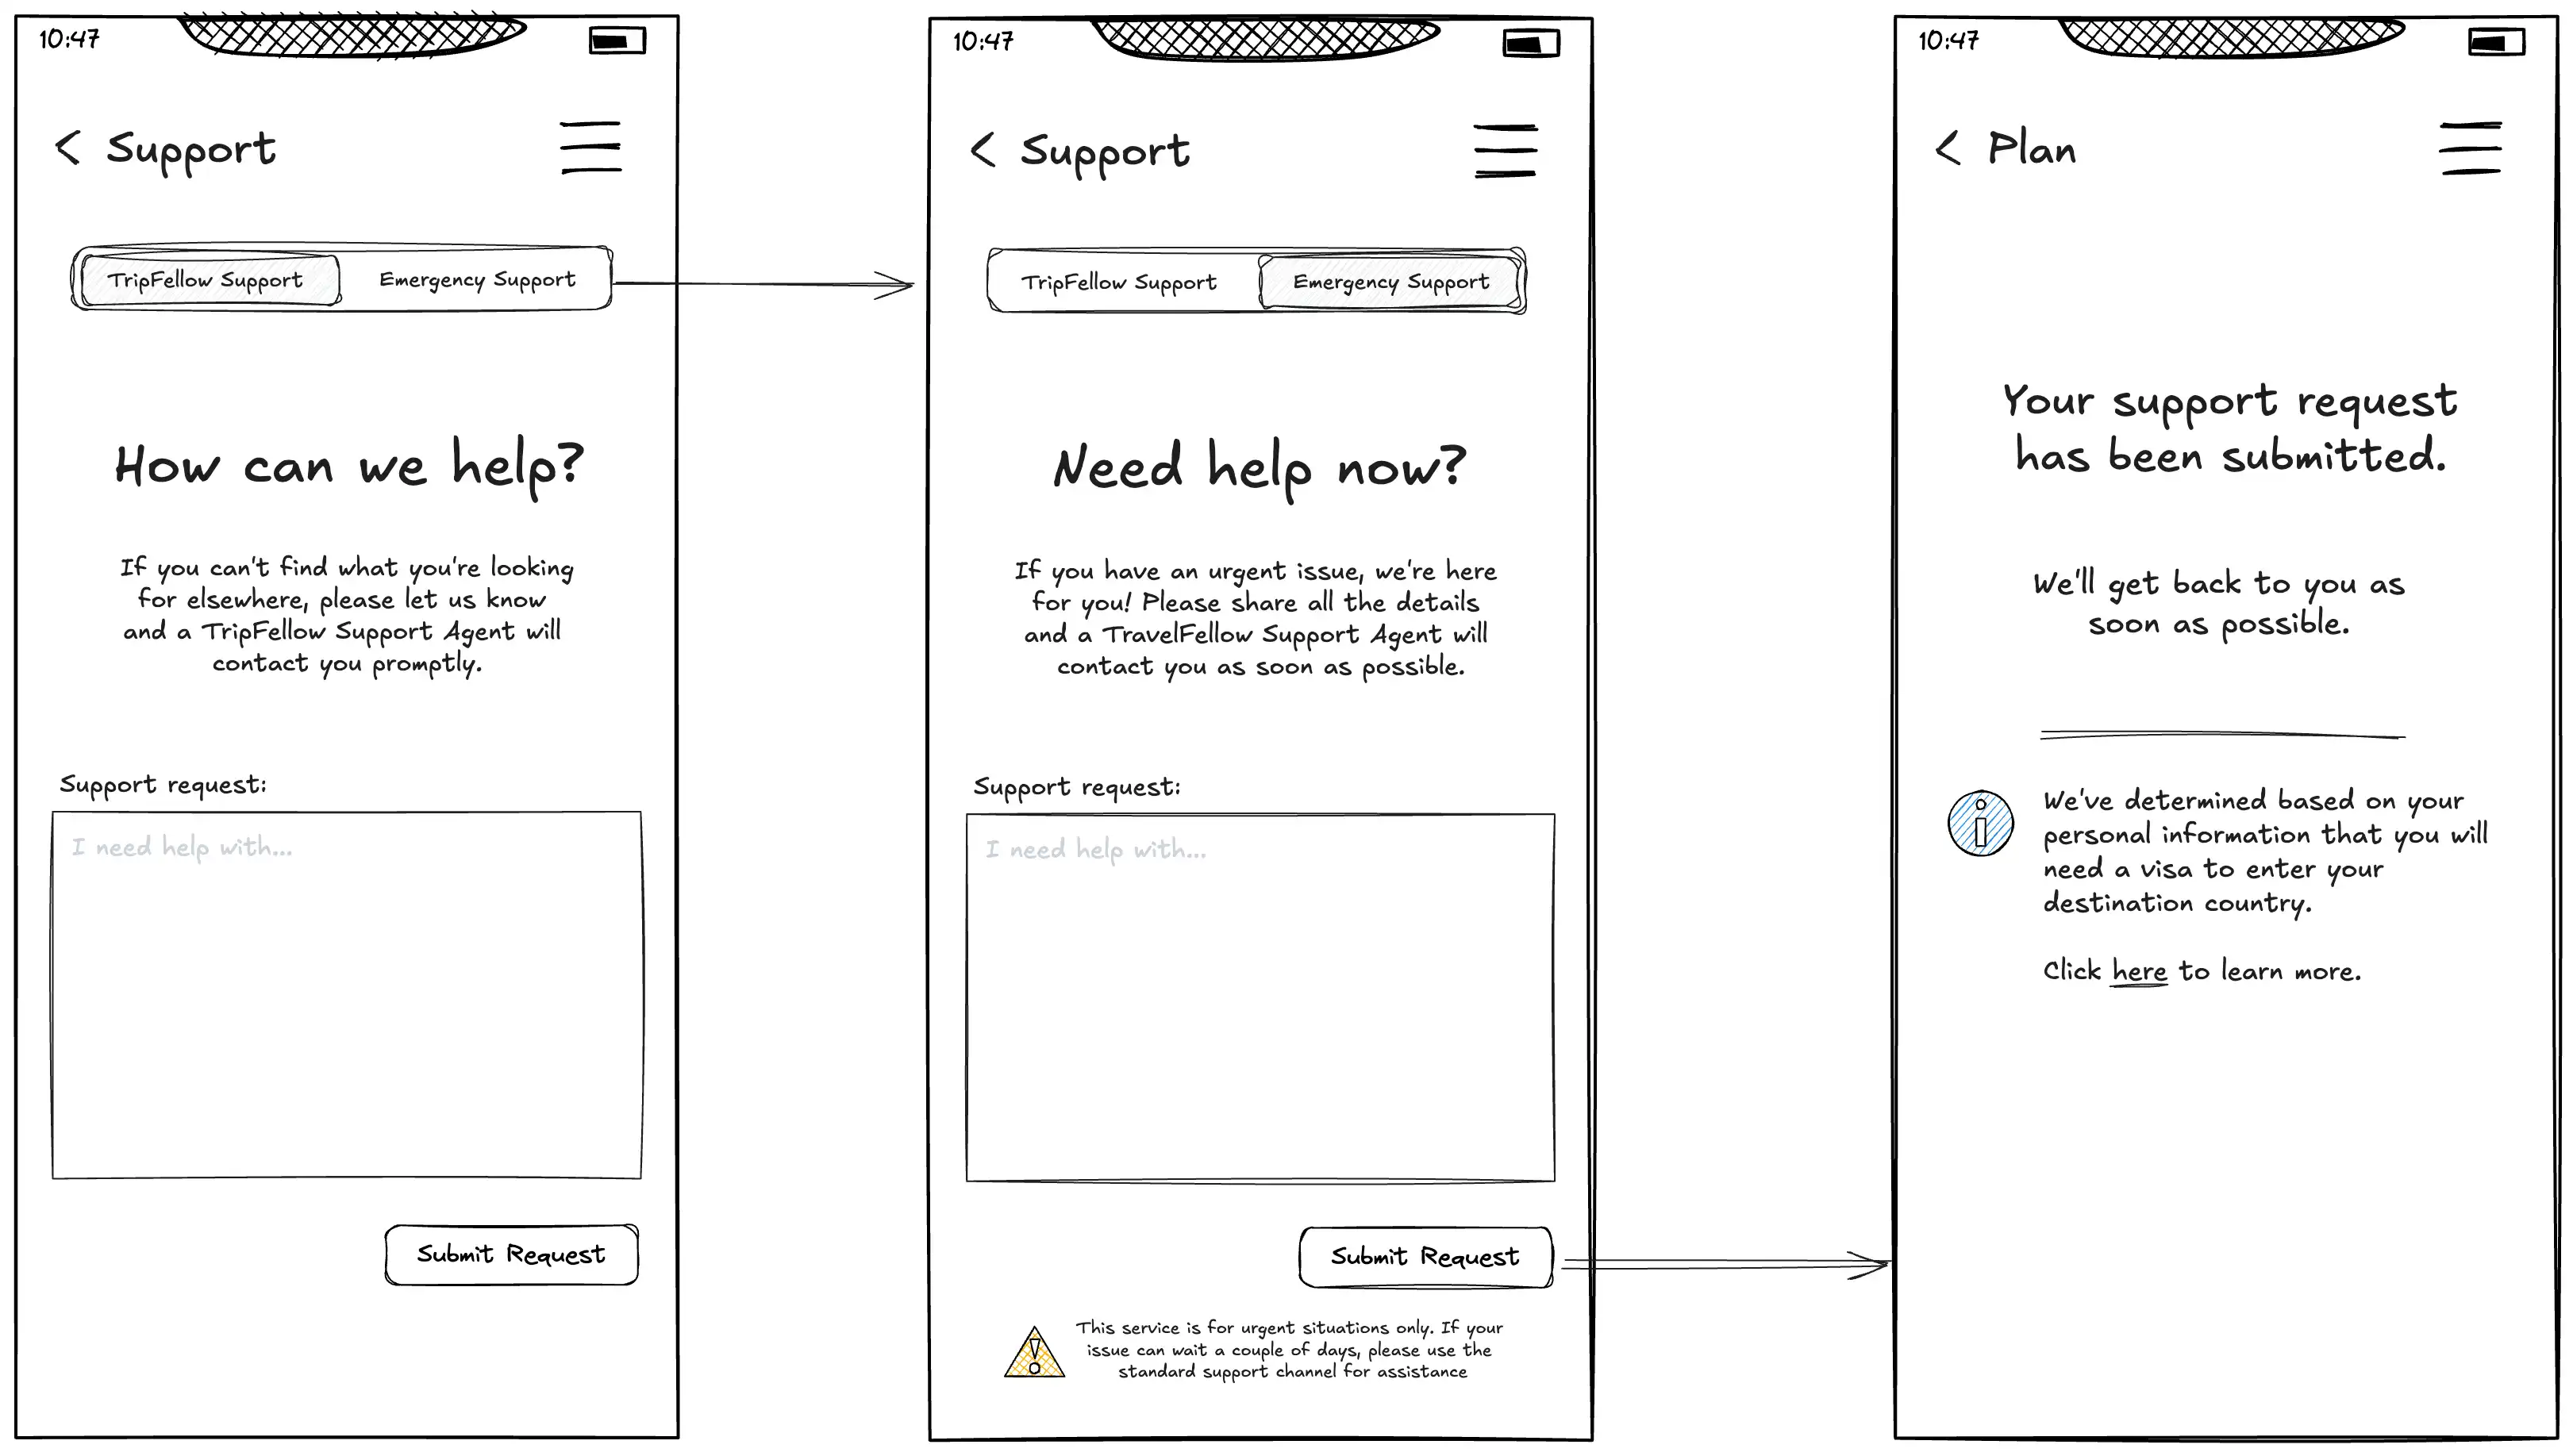 10:47
< Support
TripFellow Support
Emergency Support
How can we help?
If you can't find what you're looking
for elsewhere, please let us know
and a TripFellow Support Agent will
contact you promptly.
Support request:
I need help with...
Submit Request
10:47
< Support
TripFellow Support
Emergency Support
Need help now?
If you have an urgent issue, we're here
for you! Please share all the details
and a TravelFellow Support Agent will
contact you as soon as possible.
Support request:
I need help with...
Submit Request
This service is for urgent situations only. If your
issue can wait a couple of days, please use the
standard support channel for assistance
10:47
< Plan
Your support request
has been submitted.
We'll get back to you as
soon as possible.
We've determined based on your
personal information that you will
need a visa to enter your
destination country.
Click here to learn more.